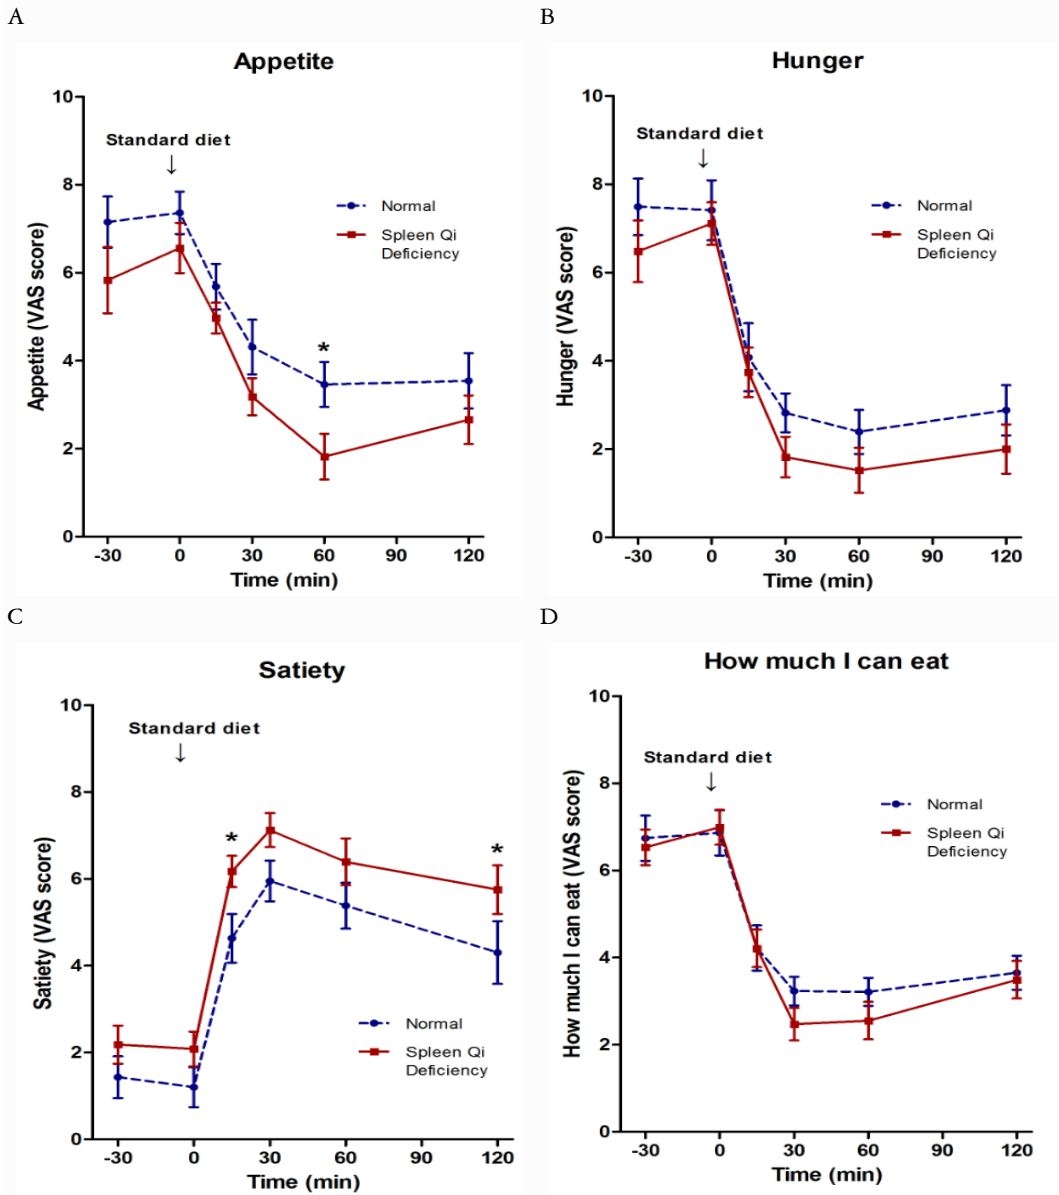 A
Appetite
Appetite (VAS score)
10
8
6
4
2
0
Standard diet
↓
Normal
Spleen Qi
Deficiency
*
-30 0 30 60 90 120
Time (min)
B
Hunger
Hunger (VAS score)
10
8
6
4
2
0
Standard diet
↓
Normal
Spleen Qi
Deficiency
-30 0 30 60 90 120
Time (min)
C
Satiety
Satiety (VAS score)
10
8
6
4
2
0
Standard diet
↓
*
*
Normal
Spleen Qi
Deficiency
-30 0 30 60 90 120
Time (min)
D
How much I can eat
How much I can eat (VAS score)
10
8
6
4
2
0
Standard diet
↓
Normal
Spleen Qi
Deficiency
-30 0 30 60 90 120
Time (min)